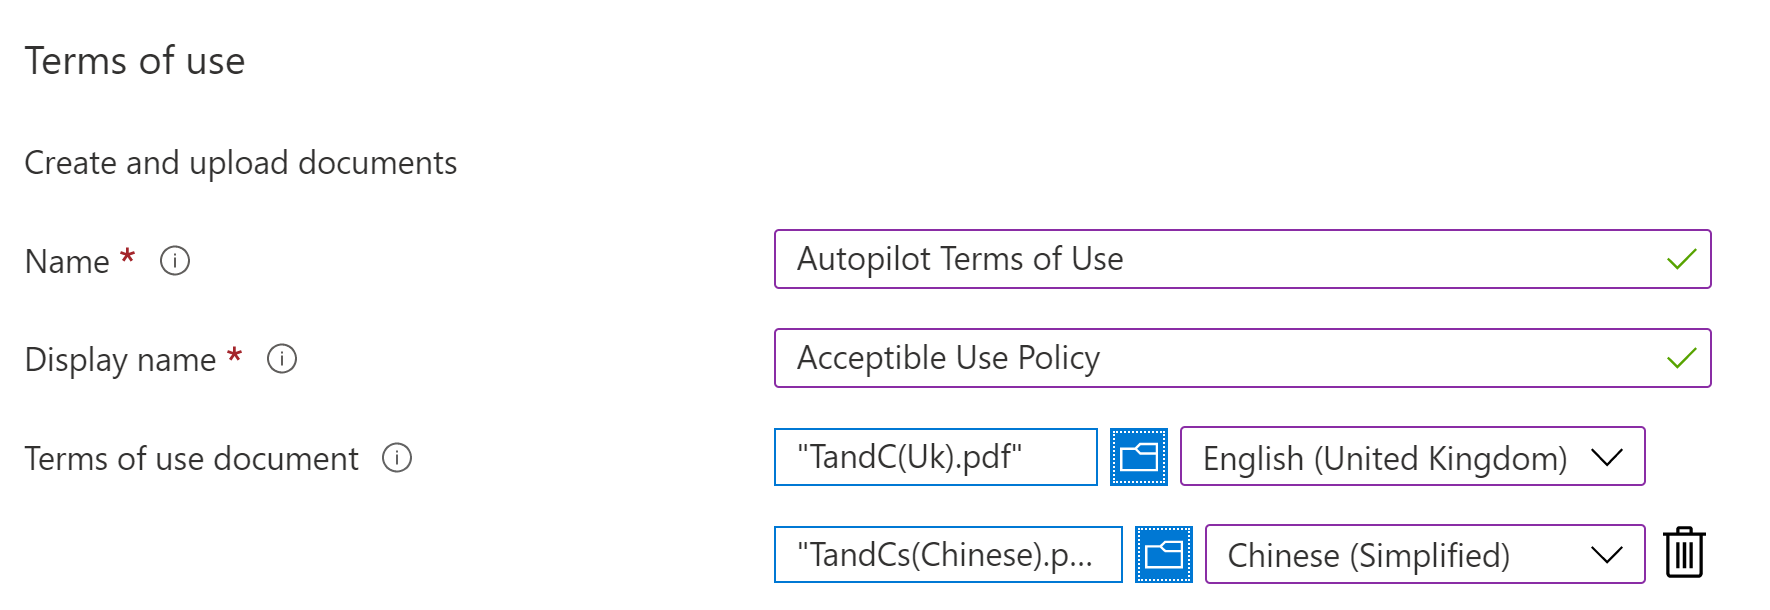 Terms of use
Create and upload documents
Name *
Autopilot Terms of Use
Display name *
Acceptible Use Policy
Terms of use document
"TandC(Uk).pdf"
English (United Kingdom)
"TandCs(Chinese).p...
Chinese (Simplified)